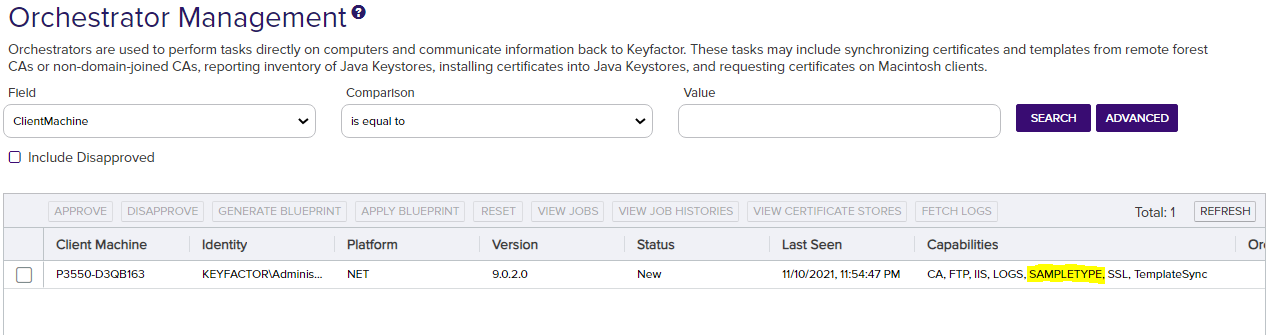 Orchestrator Management ?
Orchestrators are used to perform tasks directly on computers and communicate information back to Keyfactor. These tasks may include synchronizing certificates and templates from remote forest
CAs or non-domain-joined CAs, reporting inventory of Java Keystores, installing certificates into Java Keystores, and requesting certificates on Macintosh clients.
Field Comparison Value
ClientMachine is equal to SEARCH ADVANCED
Include Disapproved
APPROVE DISAPPROVE GENERATE BLUEPRINT APPLY BLUEPRINT RESET VIEW JOBS VIEW JOB HISTORIES VIEW CERTIFICATE STORES FETCH LOGS Total: 1 REFRESH
Client Machine Identity Platform Version Status Last Seen Capabilities Or
P3550-D3QB163 KEYFACTOR\Adminis... NET 9.0.2.0 New 11/10/2021, 11:54:47 PM CA, FTP, IIS, LOGS, SAMPLETYPE, SSL, TemplateSync